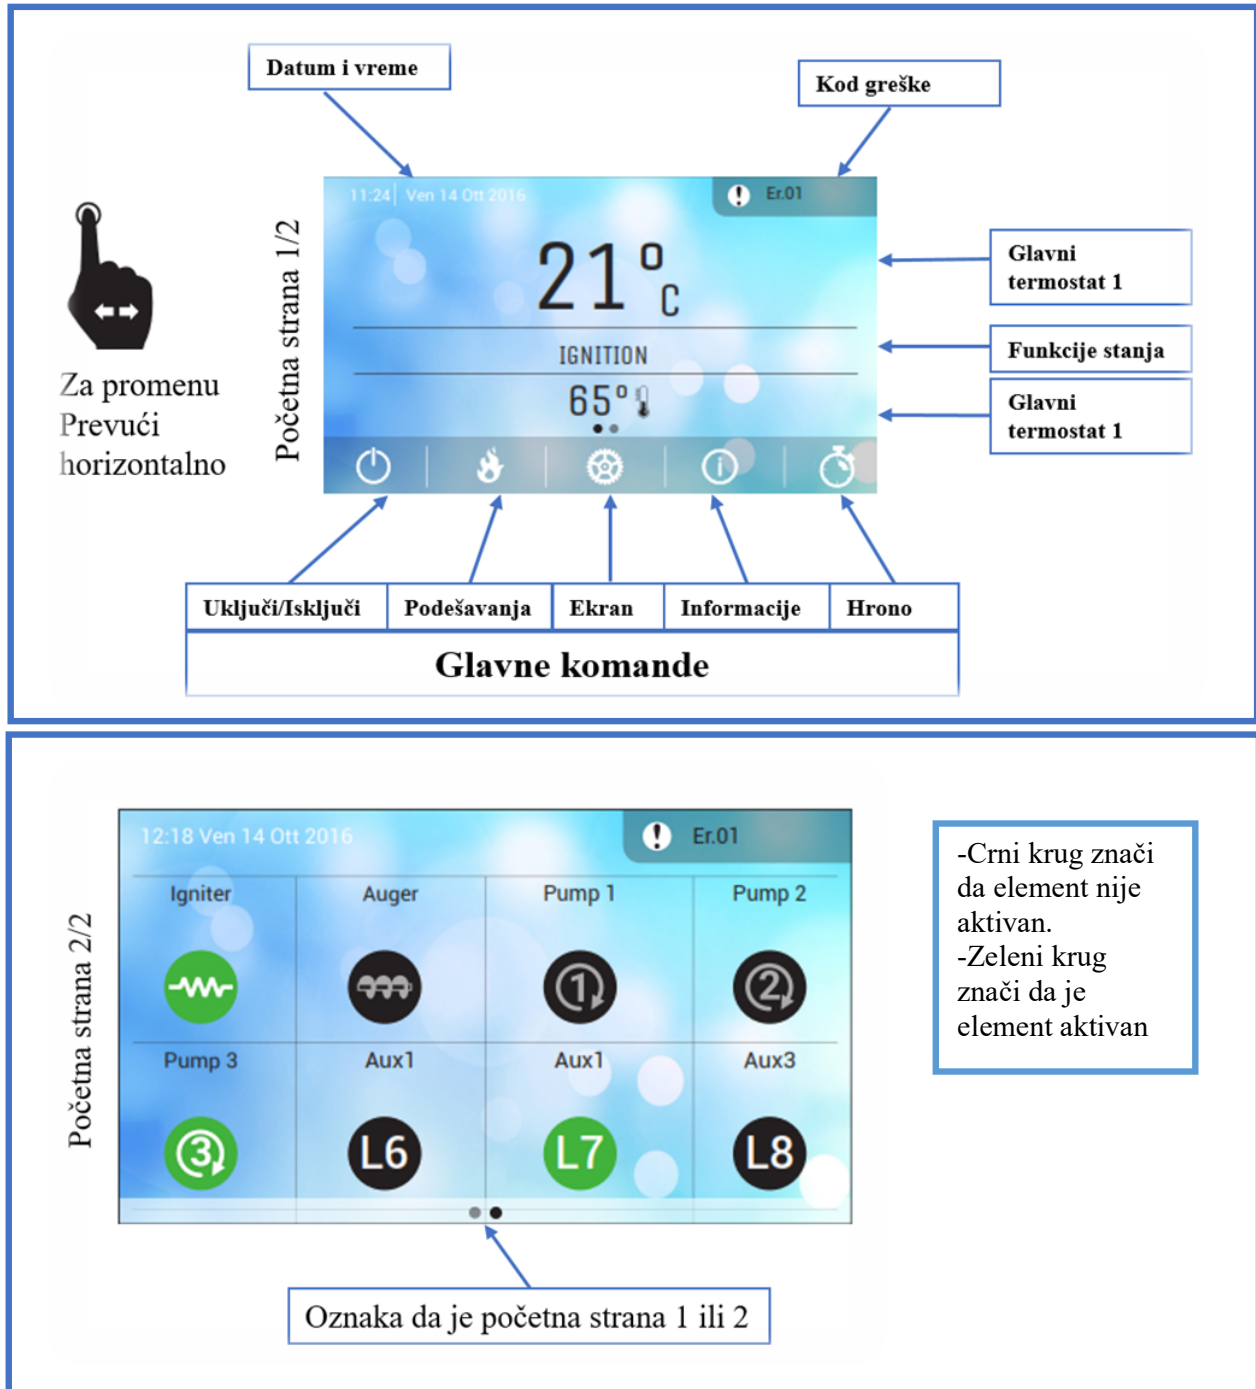 Datum i vreme
Kod greške
Početna strana 1/2
11:24 Ven 14 Ott 2016
Er.01
21°C
IGNITION
65°
Glavni
termostat 1
Funkcije stanja
Glavni
termostat 1
Za promenu
Prevući
horizontalno
Uključi/Isključi
Podešavanja
Ekran
Informacije
Hrono
Glavne komande
Početna strana 2/2
12:18 Ven 14 Ott 2016
Er.01
Igniter
Auger
Pump 1
Pump 2
1
2
Pump 3
Aux1
Aux1
Aux3
3
L6
L7
L8
-Crni krug znači
da element nije
aktivan.
-Zeleni krug
znači da je
element aktivan
Oznaka da je početna strana 1 ili 2